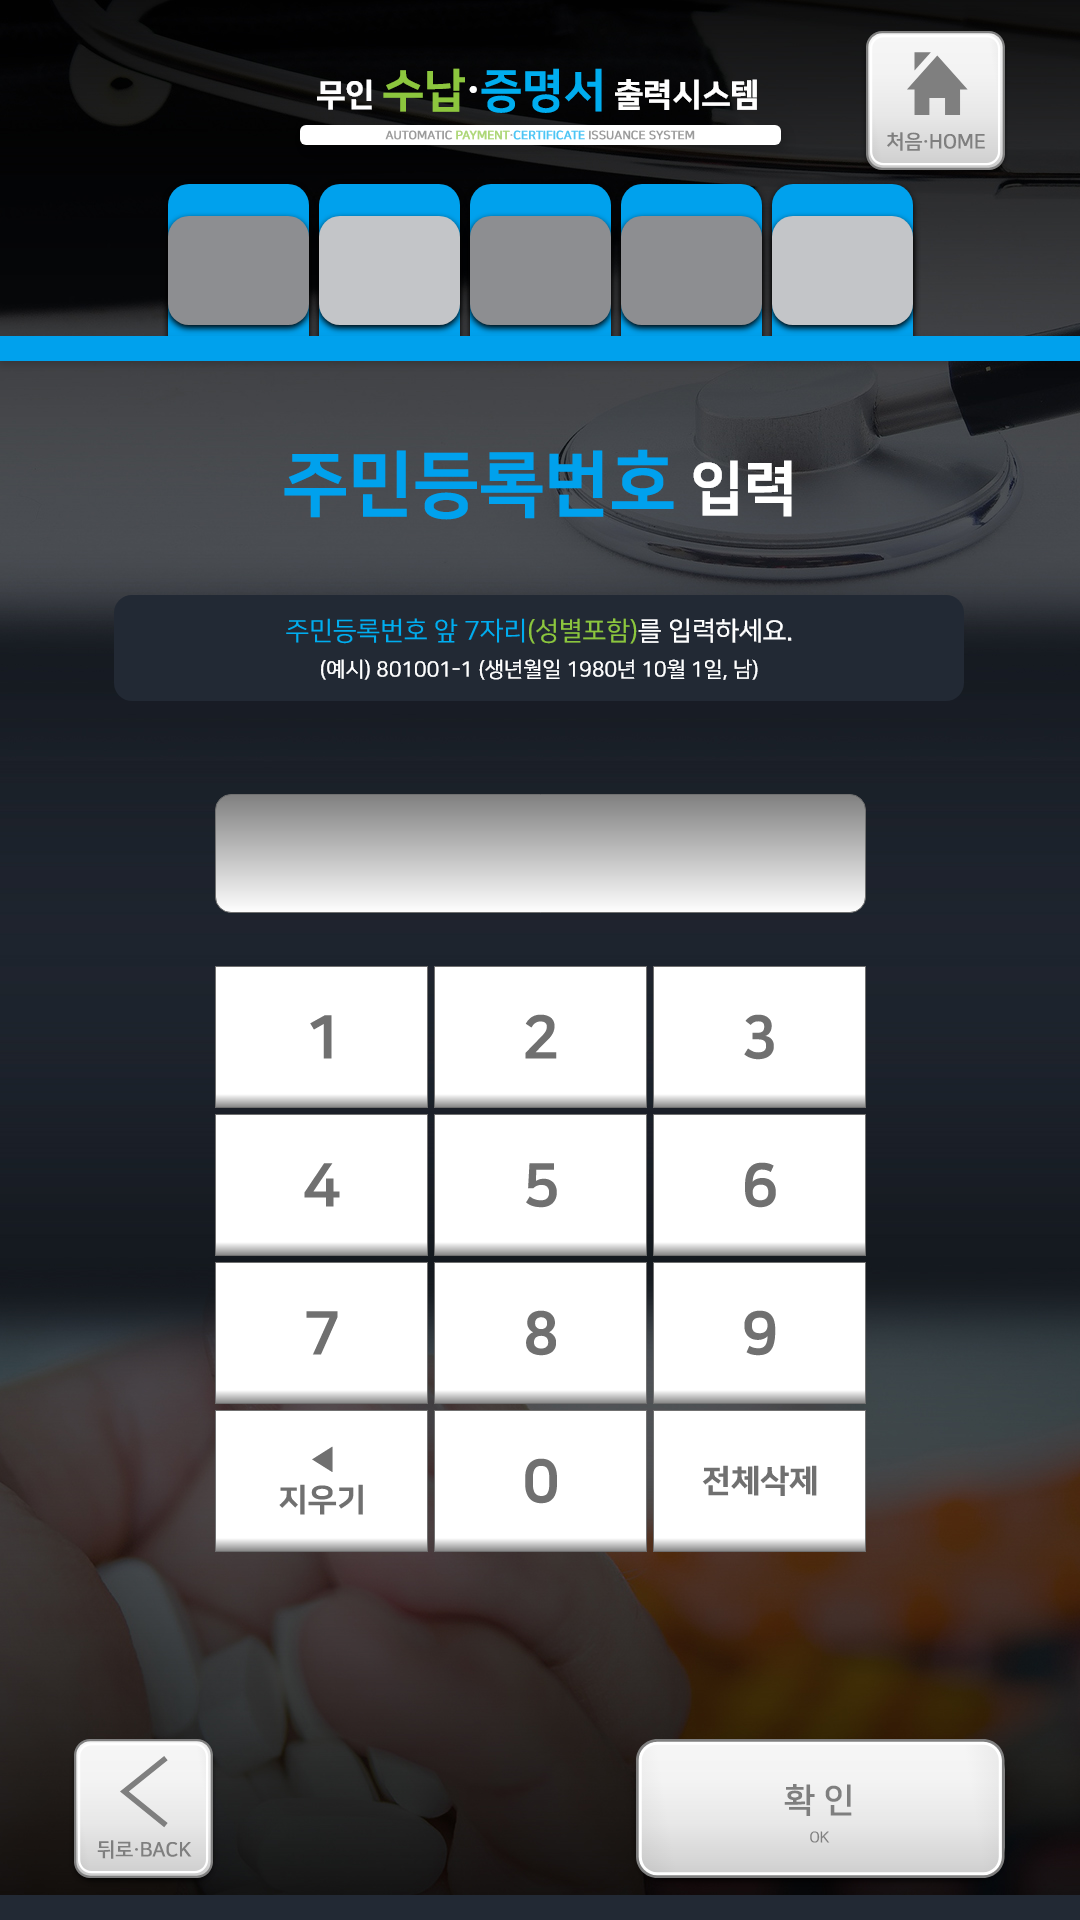 무인 수납·증명서 출력시스템
AUTOMATIC PAYMENT·CERTIFICATE ISSUANCE SYSTEM
처음·HOME
주민등록번호 입력
주민등록번호 앞 7자리(성별포함)를 입력하세요.
(예시) 801001-1 (생년월일 1980년 10월 1일, 남)
1 2 3
4 5 6
7 8 9
◀
지우기 0 전체삭제
뒤로·BACK
확 인
OK